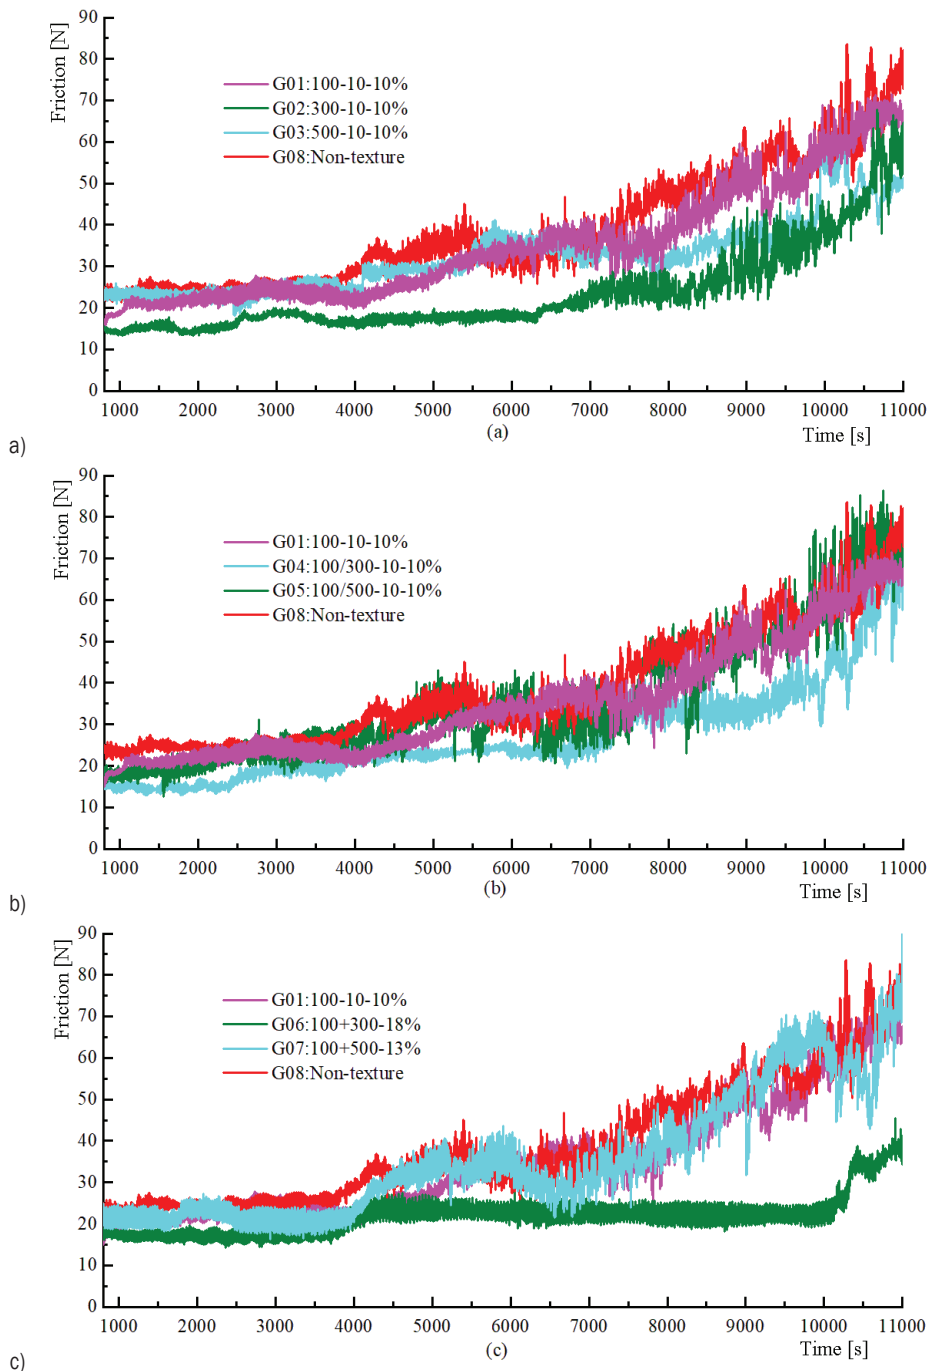 Friction [N]
90
80
70
60
50
40
30
20
10
0
G01:100-10-10%
G02:300-10-10%
G03:500-10-10%
G08:Non-texture
1000 2000 3000 4000 5000 6000 7000 8000 9000 10000 11000
(a)
Time [s]
a)
Friction [N]
90
80
70
60
50
40
30
20
10
0
G01:100-10-10%
G04:100/300-10-10%
G05:100/500-10-10%
G08:Non-texture
1000 2000 3000 4000 5000 6000 7000 8000 9000 10000 11000
(b)
Time [s]
b)
Friction [N]
90
80
70
60
50
40
30
20
10
0
G01:100-10-10%
G06:100+300-18%
G07:100+500-13%
G08:Non-texture
1000 2000 3000 4000 5000 6000 7000 8000 9000 10000 11000
(c)
Time [s]
c)